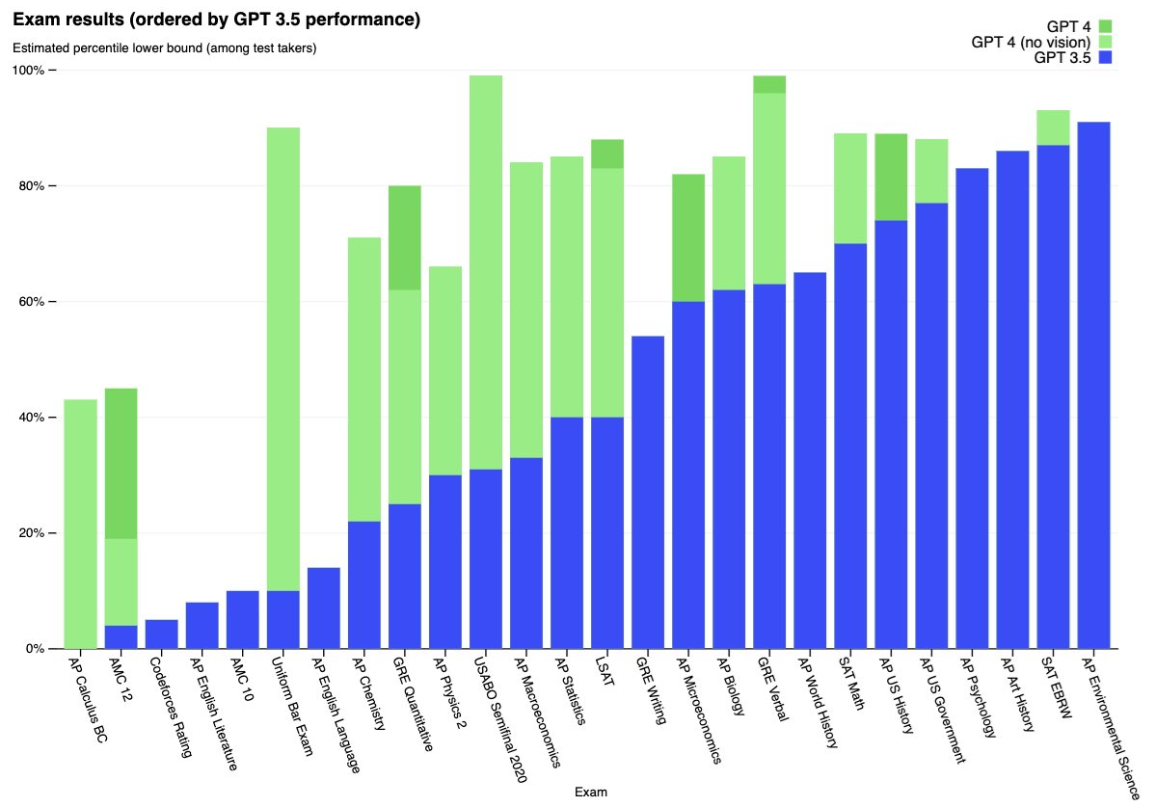 Exam results (ordered by GPT 3.5 performance)
Estimated percentile lower bound (among test takers)
GPT 4
GPT 4 (no vision)
GPT 3.5
100%
80%
60%
40%
20%
0%
AP Calculus BC
AMC 12
Codeforces Rating
AP English Literature
AMC 10
Uniform Bar Exam
AP English Language
AP Chemistry
GRE Quantitative
AP Physics 2
USABO Semifinal 2020
AP Macroeconomics
AP Statistics
LSAT
GRE Writing
AP Microeconomics
AP Biology
GRE Verbal
AP World History
SAT Math
AP US History
AP US Government
AP Psychology
AP Art History
SAT EBRW
AP Environmental Science
Exam